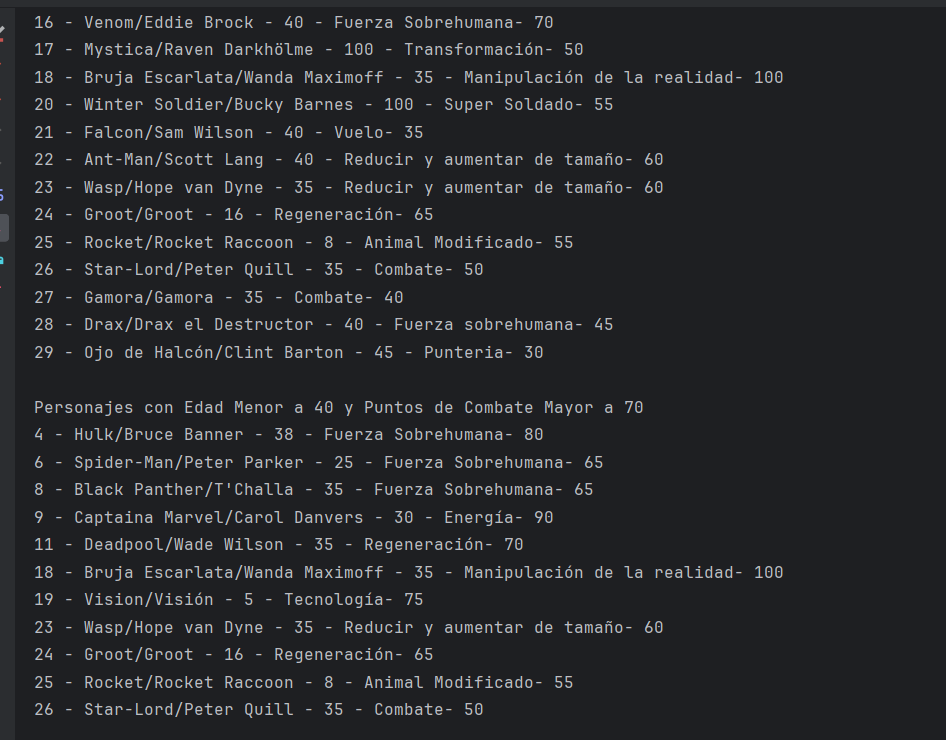 16 - Venom/Eddie Brock - 40 - Fuerza Sobrehumana- 70
17 - Mystica/Raven Darkhölme - 100 - Transformación- 50
18 - Bruja Escarlata/Wanda Maximoff - 35 - Manipulación de la realidad- 100
20 - Winter Soldier/Bucky Barnes - 100 - Super Soldado- 55
21 - Falcon/Sam Wilson - 40 - Vuelo- 35
22 - Ant-Man/Scott Lang - 40 - Reducir y aumentar de tamaño- 60
23 - Wasp/Hope van Dyne - 35 - Reducir y aumentar de tamaño- 60
24 - Groot/Groot - 16 - Regeneración- 65
25 - Rocket/Rocket Raccoon - 8 - Animal Modificado- 55
26 - Star-Lord/Peter Quill - 35 - Combate- 50
27 - Gamora/Gamora - 35 - Combate- 40
28 - Drax/Drax el Destructor - 40 - Fuerza sobrehumana- 45
29 - Ojo de Halcón/Clint Barton - 45 - Punteria- 30
Personajes con Edad Menor a 40 y Puntos de Combate Mayor a 70
4 - Hulk/Bruce Banner - 38 - Fuerza Sobrehumana- 80
6 - Spider-Man/Peter Parker - 25 - Fuerza Sobrehumana- 65
8 - Black Panther/T'Challa - 35 - Fuerza Sobrehumana- 65
9 - Captaina Marvel/Carol Danvers - 30 - Energía- 90
11 - Deadpool/Wade Wilson - 35 - Regeneración- 70
18 - Bruja Escarlata/Wanda Maximoff - 35 - Manipulación de la realidad- 100
19 - Vision/Visión - 5 - Tecnología- 75
23 - Wasp/Hope van Dyne - 35 - Reducir y aumentar de tamaño- 60
24 - Groot/Groot - 16 - Regeneración- 65
25 - Rocket/Rocket Raccoon - 8 - Animal Modificado- 55
26 - Star-Lord/Peter Quill - 35 - Combate- 50